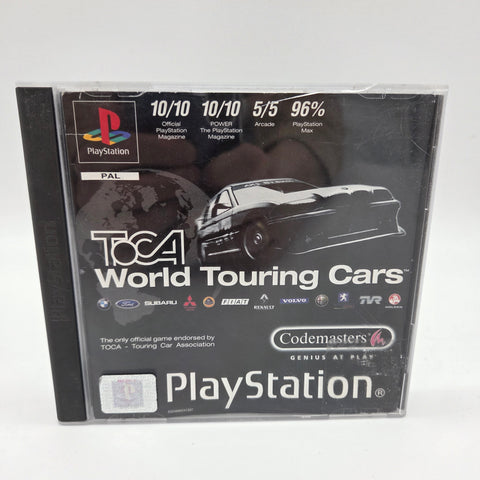 10/10 10/10 5/5 96%
Official PlayStation Magazine
POWER The PlayStation Magazine
Arcade
PlayStation Max
PlayStation
PAL
TOCA
World Touring Cars™
Ford SUBARU FIAT RENAULT VOLVO TVR
The only official game endorsed by
TOCA - Touring Car Association
Codemasters
GENIUS AT PLAY
PlayStation®
PlayStation